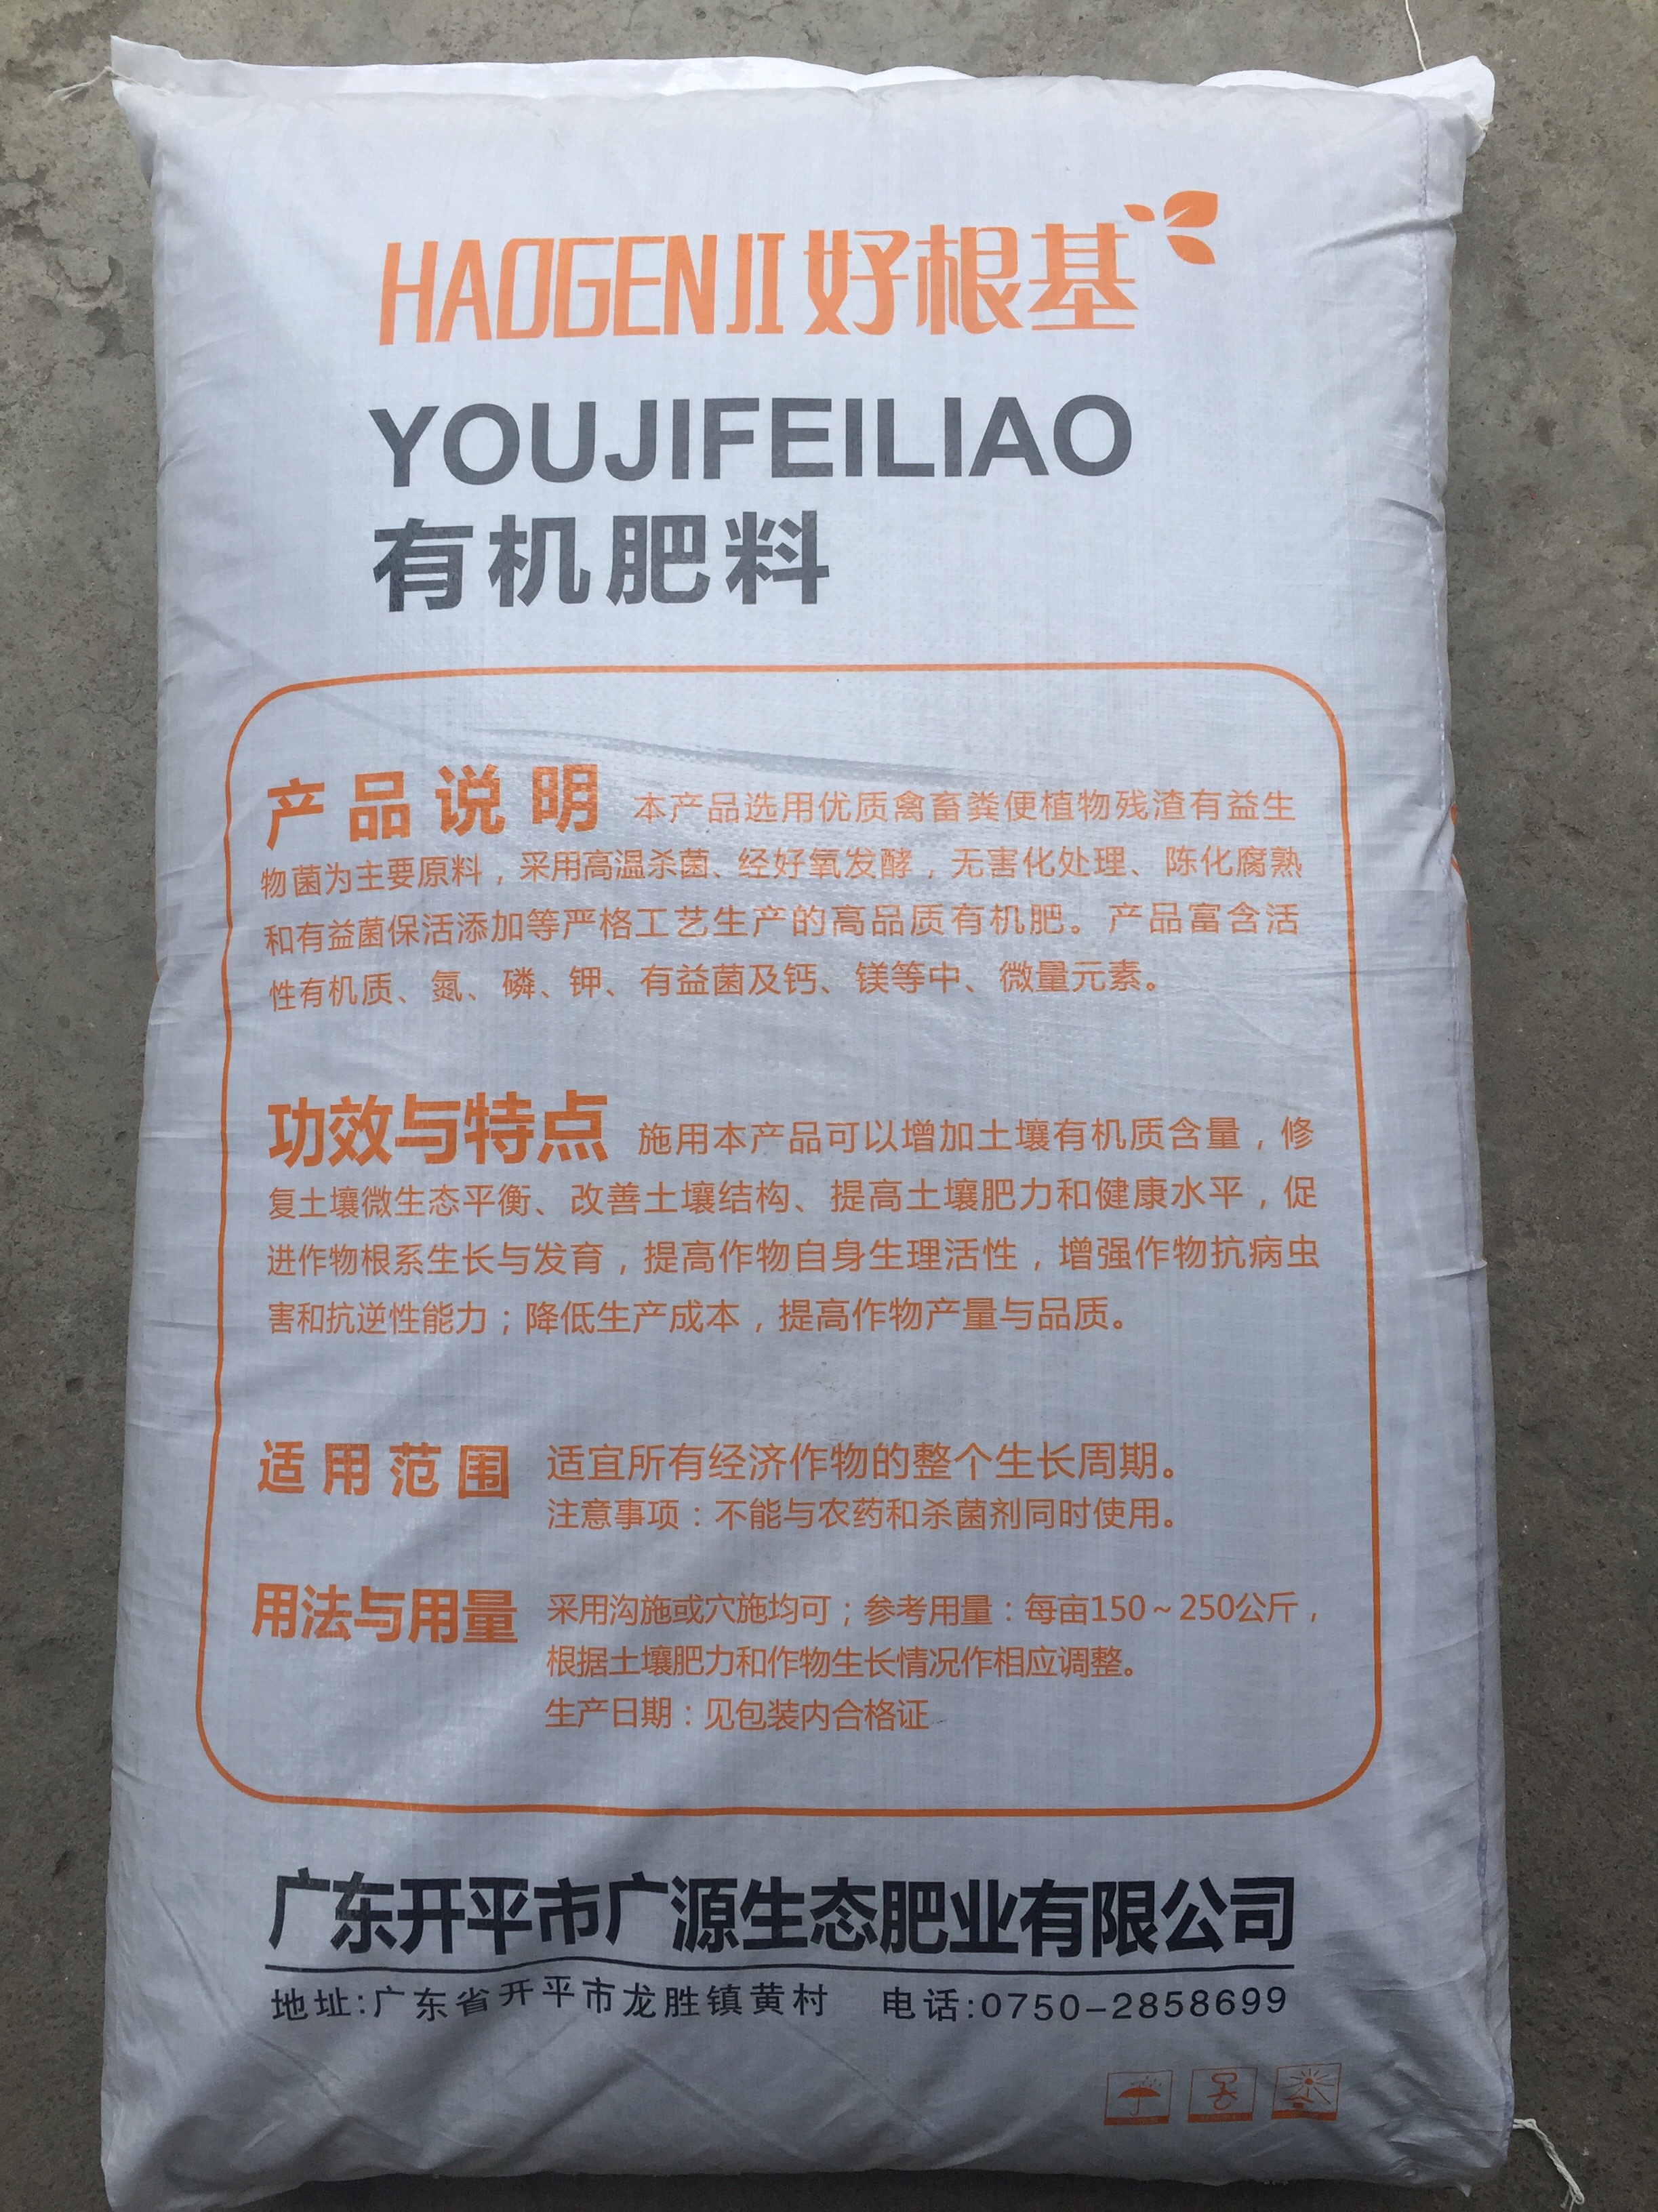 HAOGENJI 好根基
YOUJIFEILIAO
有机肥料
产品说明 本产品选用优质禽畜粪便植物残渣有益生
物菌为主要原料，采用高温杀菌、经好氧发酵，无害化处理、陈化腐熟
和有益菌保活添加等严格工艺生产的高品质有机肥。产品富含活
性有机质、氮、磷、钾、有益菌及钙、镁等中、微量元素。
功效与特点 施用本产品可以增加土壤有机质含量，修
复土壤微生态平衡、改善土壤结构、提高土壤肥力和健康水平，促
进作物根系生长与发育，提高作物自身生理活性，增强作物抗病虫
害和抗逆性能力；降低生产成本，提高作物产量与品质。
适用范围 适宜所有经济作物的整个生长周期。
注意事项：不能与农药和杀菌剂同时使用。
用法与用量 采用沟施或穴施均可；参考用量：每亩150～250公斤，
根据土壤肥力和作物生长情况作相应调整。
生产日期：见包装内合格证
广东开平市广源生态肥业有限公司
地址:广东省开平市龙胜镇黄村 电话:0750-2858699